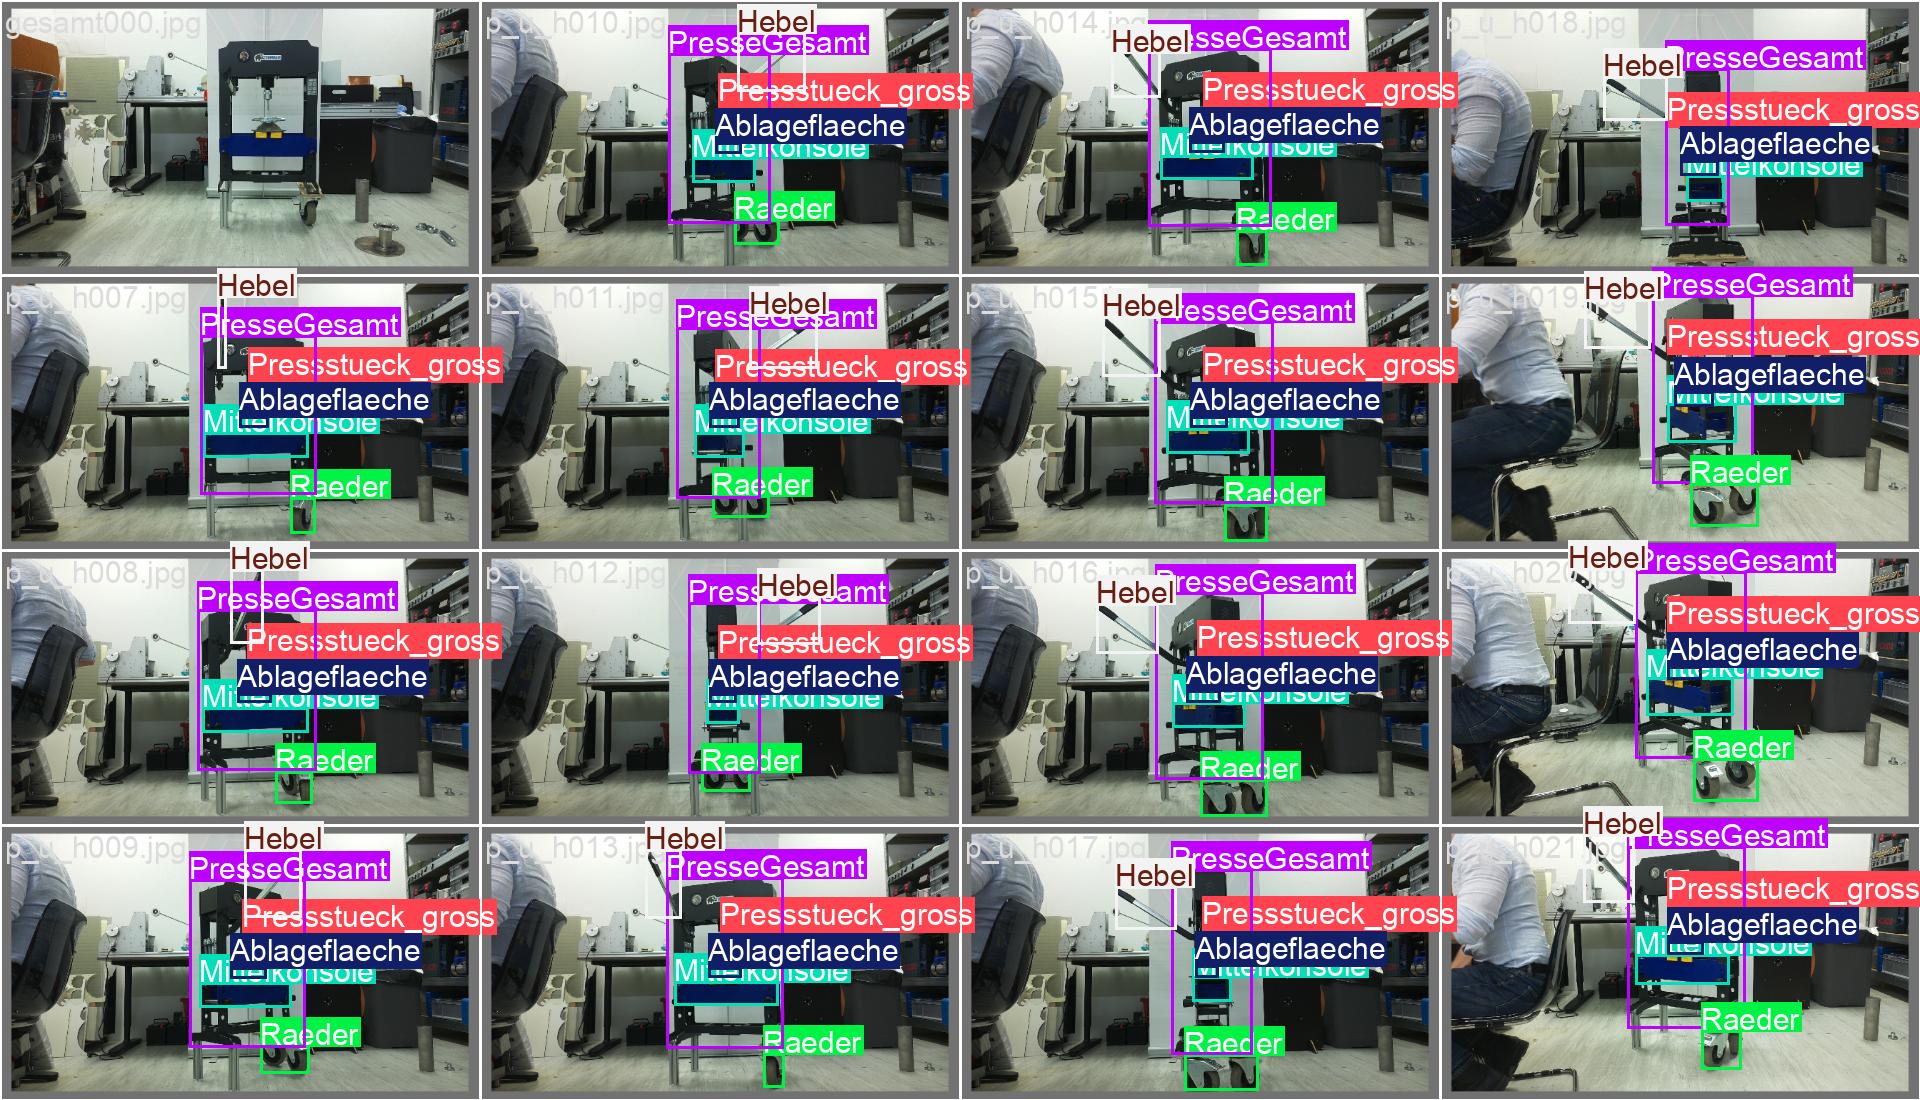 gesamt000.jpg
p_u_h010.jpg
Hebel
PresseGesamt
Pressstueck_gross
Ablageflaeche
Mittelkonsole
Raeder
p_u_h014.jpg
Hebel
PresseGesamt
Pressstueck_gross
Ablageflaeche
Mittelkonsole
Raeder
p_u_h018.jpg
Hebel
PresseGesamt
Pressstueck_gross
Ablageflaeche
Mittelkonsole
p_u_h007.jpg
Hebel
PresseGesamt
Pressstueck_gross
Ablageflaeche
Mittelkonsole
Raeder
p_u_h011.jpg
Hebel
PresseGesamt
Pressstueck_gross
Ablageflaeche
Mittelkonsole
Raeder
p_u_h015
Hebel
PresseGesamt
Pressstueck_gross
Ablageflaeche
Mittelkonsole
Raeder
p_u_h019
Hebel
PresseGesamt
Pressstueck_gross
Ablageflaeche
Mittelkonsole
Raeder
p_u_h008.jpg
Hebel
PresseGesamt
Pressstueck_gross
Ablageflaeche
Mittelkonsole
Raeder
p_u_h012.jpg
Hebel
PresseGesamt
Pressstueck_gross
Ablageflaeche
Mittelkonsole
Raeder
p_u_h016.jpg
Hebel
PresseGesamt
Pressstueck_gross
Ablageflaeche
Mittelkonsole
Raeder
p_u_h020.jpg
Hebel
PresseGesamt
Pressstueck_gross
Ablageflaeche
Mittelkonsole
Raeder
p_u_h009.jpg
Hebel
PresseGesamt
Pressstueck_gross
Ablageflaeche
Mittelkonsole
Raeder
p_u_h013.jpg
Hebel
PresseGesamt
Pressstueck_gross
Ablageflaeche
Mittelkonsole
Raeder
p_u_h017.jpg
Hebel
PresseGesamt
Pressstueck_gross
Ablageflaeche
Mittelkonsole
Raeder
p_u_h021.jpg
Hebel
PresseGesamt
Pressstueck_gross
Ablageflaeche
Mittelkonsole
Raeder